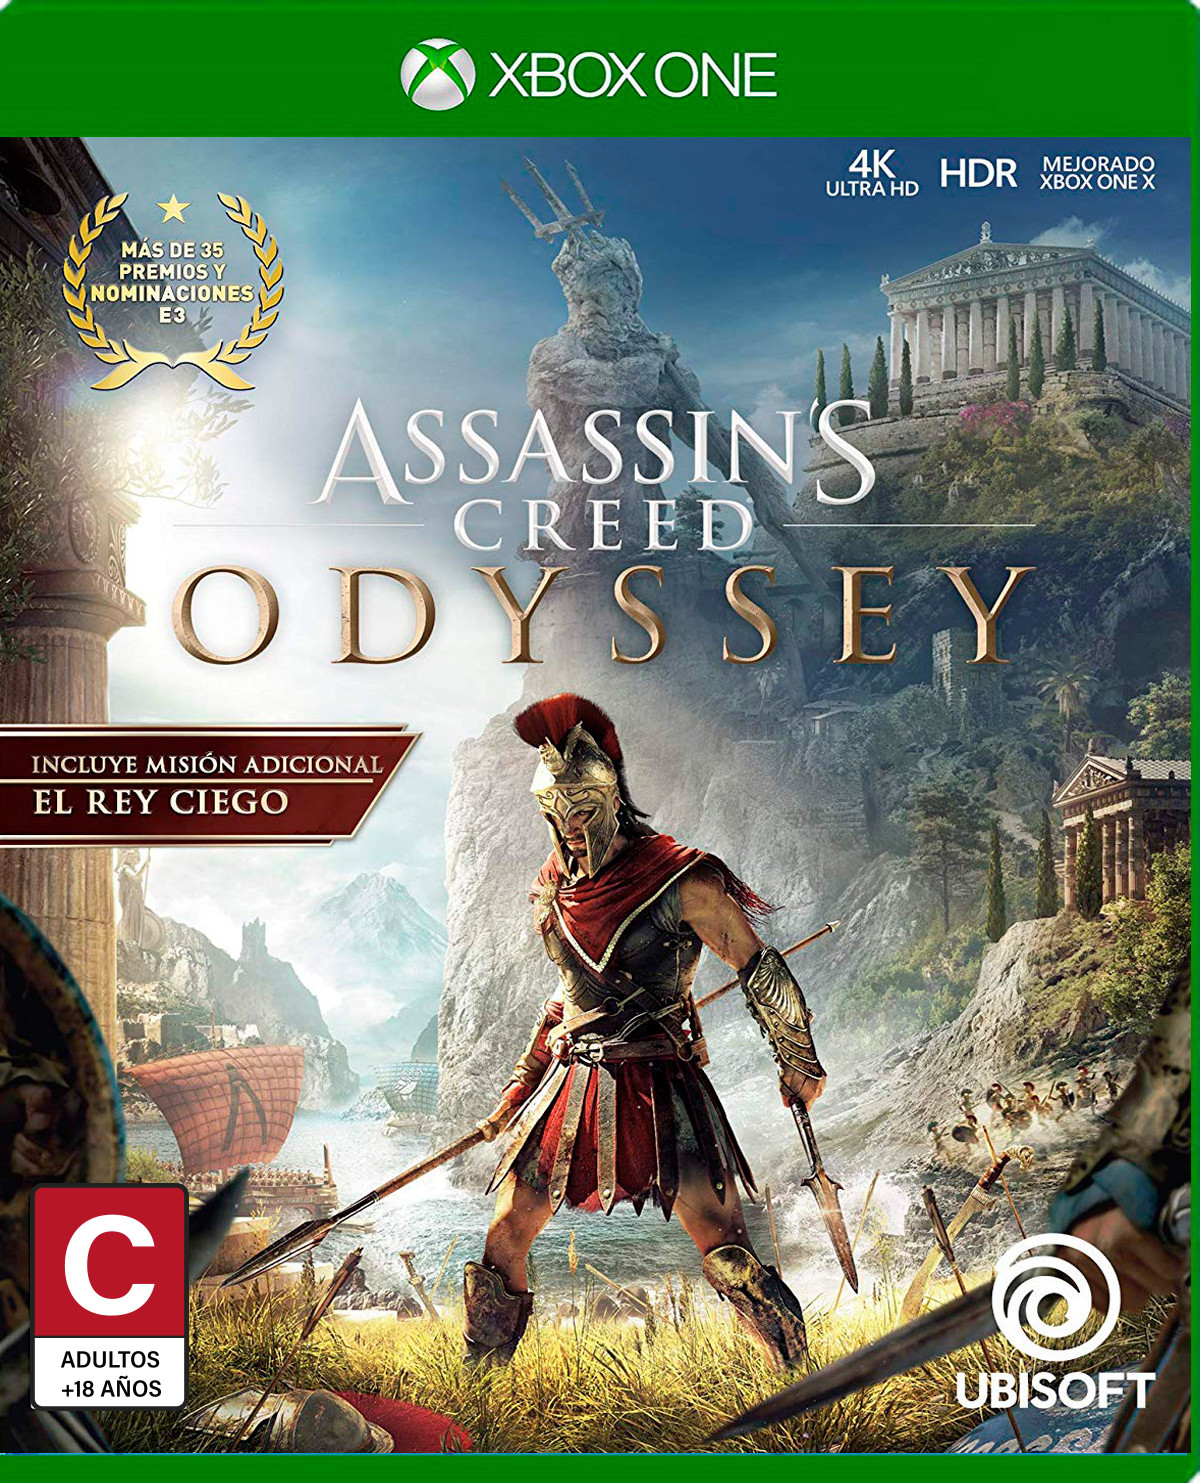 XBOX ONE
4K
ULTRA HD
HDR
MEJORADO
XBOX ONE X
MÁS DE 35
PREMIOS Y
NOMINACIONES
E3
ASSASSIN'S
CREED
ODYSSEY
INCLUYE MISIÓN ADICIONAL
EL REY CIEGO
C
ADULTOS
+18 AÑOS
UBISOFT